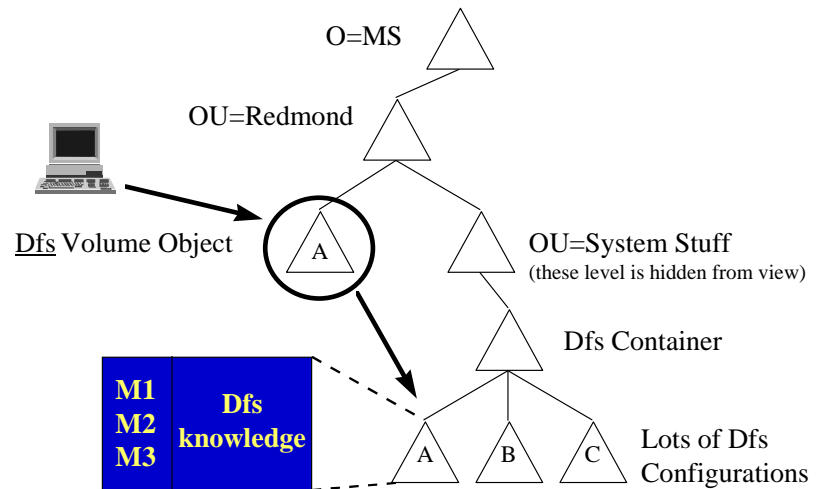 O=MS
OU=Redmond
Dfs Volume Object
A
OU=System Stuff
(these level is hidden from view)
Dfs Container
M1
M2
M3
Dfs
knowledge
A
B
C
Lots of Dfs
Configurations